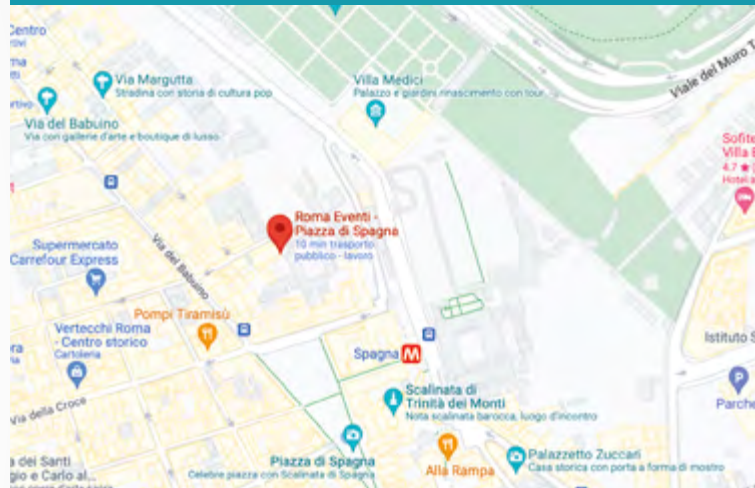 Centro
Via Margutta
Stradina con storia di cultura pop
Villa Medici
Palazzo e giardini rinascimento con tour
Viale del Muro T
Via del Babuino
Via con gallerie d'arte e boutique di lusso
Sofite
Villa B
4.7
Hotel a
Roma Eventi -
Piazza di Spagna
10 min trasporto
pubblico - lavoro
Supermercato
Carrefour Express
Via del Babuino
Pompi Tiramisù
Vertecchi Roma
- Centro storico
Cartoleria
Spagna M
Istituto S
P
Parche
Scalinata di
Trinità dei Monti
Nota scalinata barocca, luogo d'incontro
Via della Croce
Piazza di Spagna
Celebre piazza con Scalinata di Spagna
Alla Rampa
Palazzetto Zuccari
Casa storica con porta a forma di mostro
a dei Santi
gio e Carlo al...